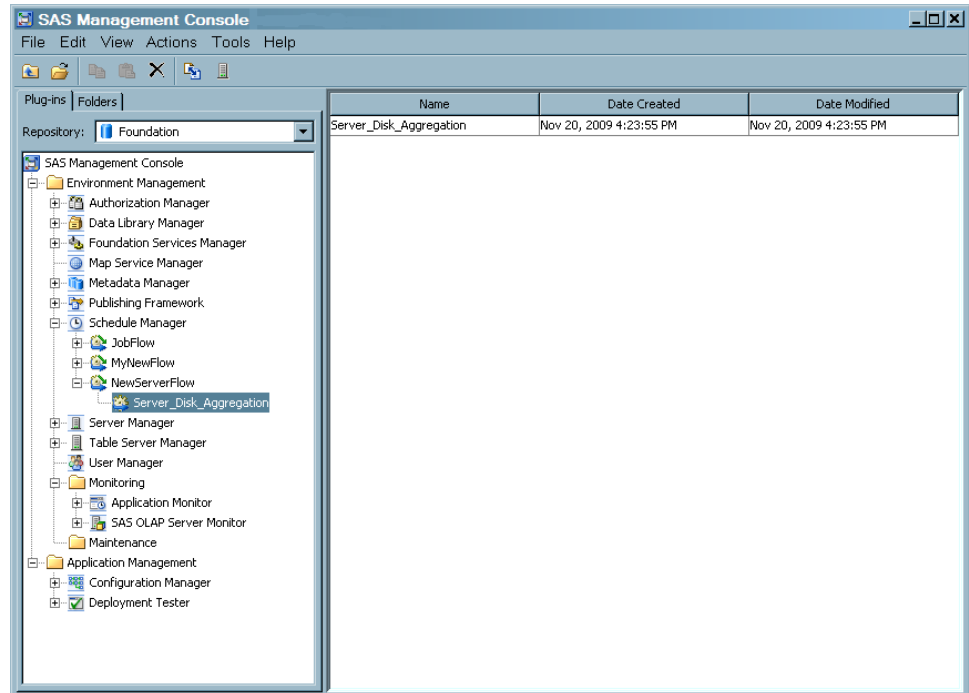 SAS Management Console
File Edit View Actions Tools Help
Plug-ins Folders
Repository: Foundation
SAS Management Console
Environment Management
Authorization Manager
Data Library Manager
Foundation Services Manager
Map Service Manager
Metadata Manager
Publishing Framework
Schedule Manager
JobFlow
MyNewFlow
NewServerFlow
Server_Disk_Aggregation
Server Manager
Table Server Manager
User Manager
Monitoring
Application Monitor
SAS OLAP Server Monitor
Maintenance
Application Management
Configuration Manager
Deployment Tester
Name Date Created Date Modified
Server_Disk_Aggregation Nov 20, 2009 4:23:55 PM Nov 20, 2009 4:23:55 PM